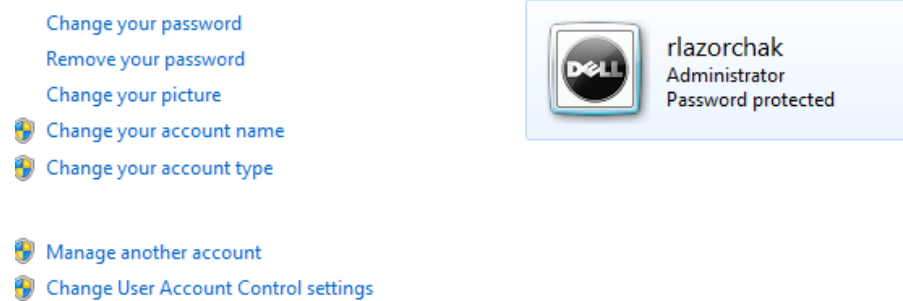 Change your password
Remove your password
Change your picture
Change your account name
Change your account type
Manage another account
Change User Account Control settings
DELL
rlazorchak
Administrator
Password protected